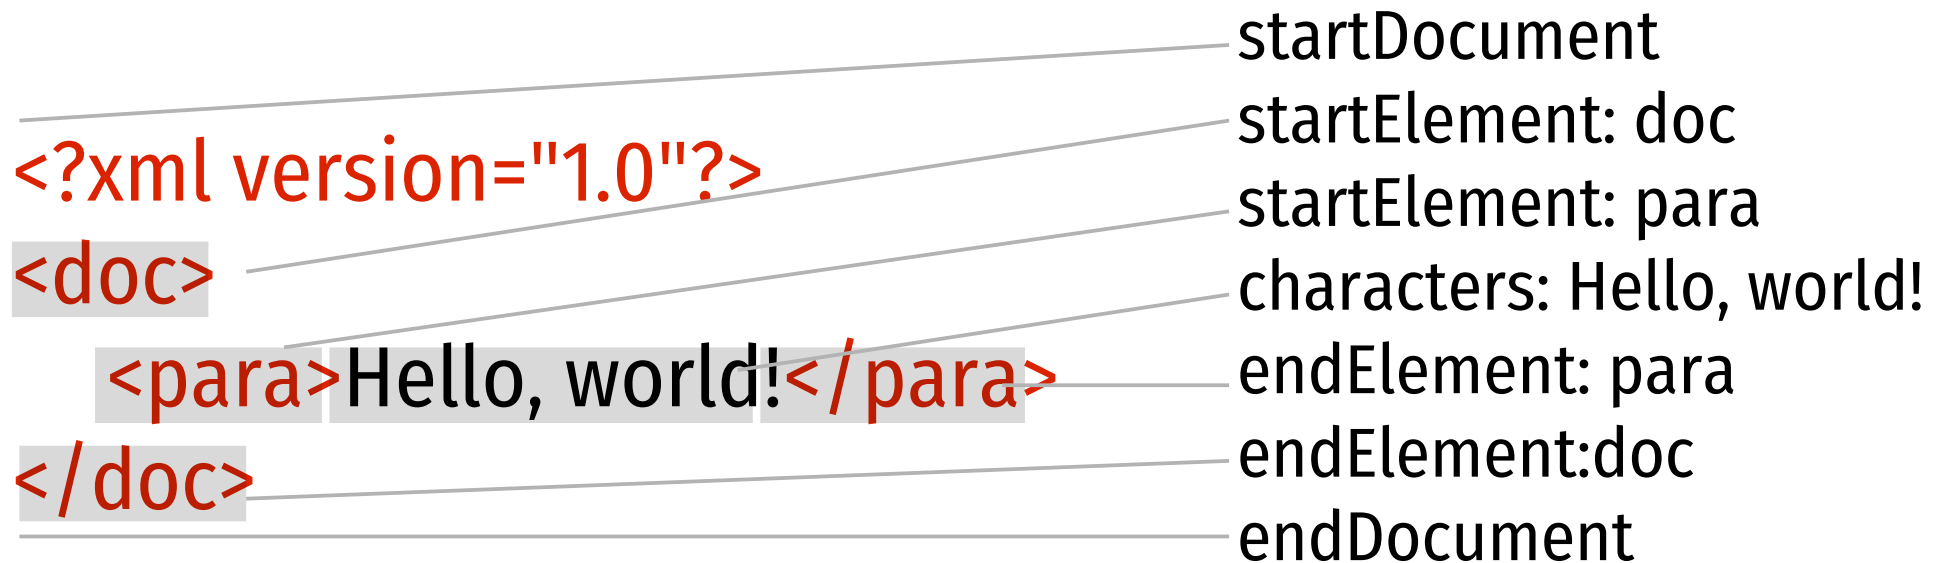 <?xml version="1.0"?>
<doc>
<para>Hello, world!</para>
</doc>
startDocument
startElement: doc
startElement: para
characters: Hello, world!
endElement: para
endElement:doc
endDocument